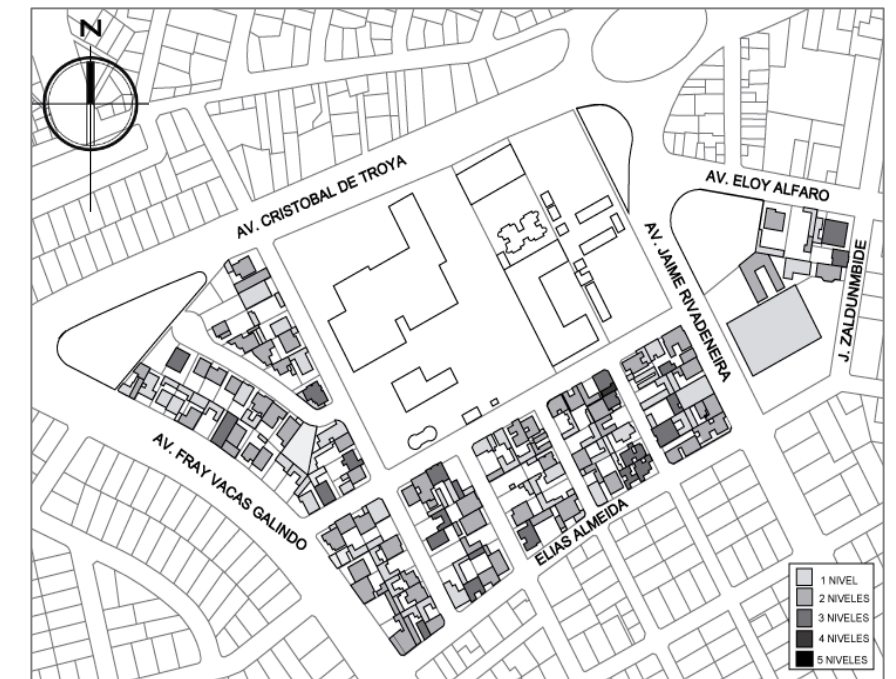 N
AV. CRISTOBAL DE TROYA
AV. ELOY ALFARO
AV. JAIME RIVADENEIRA
J. ZALDUNMBIDE
AV. FRAY VACAS GALINDO
ELIAS ALMEIDA
1 NIVEL
2 NIVELES
3 NIVELES
4 NIVELES
5 NIVELES